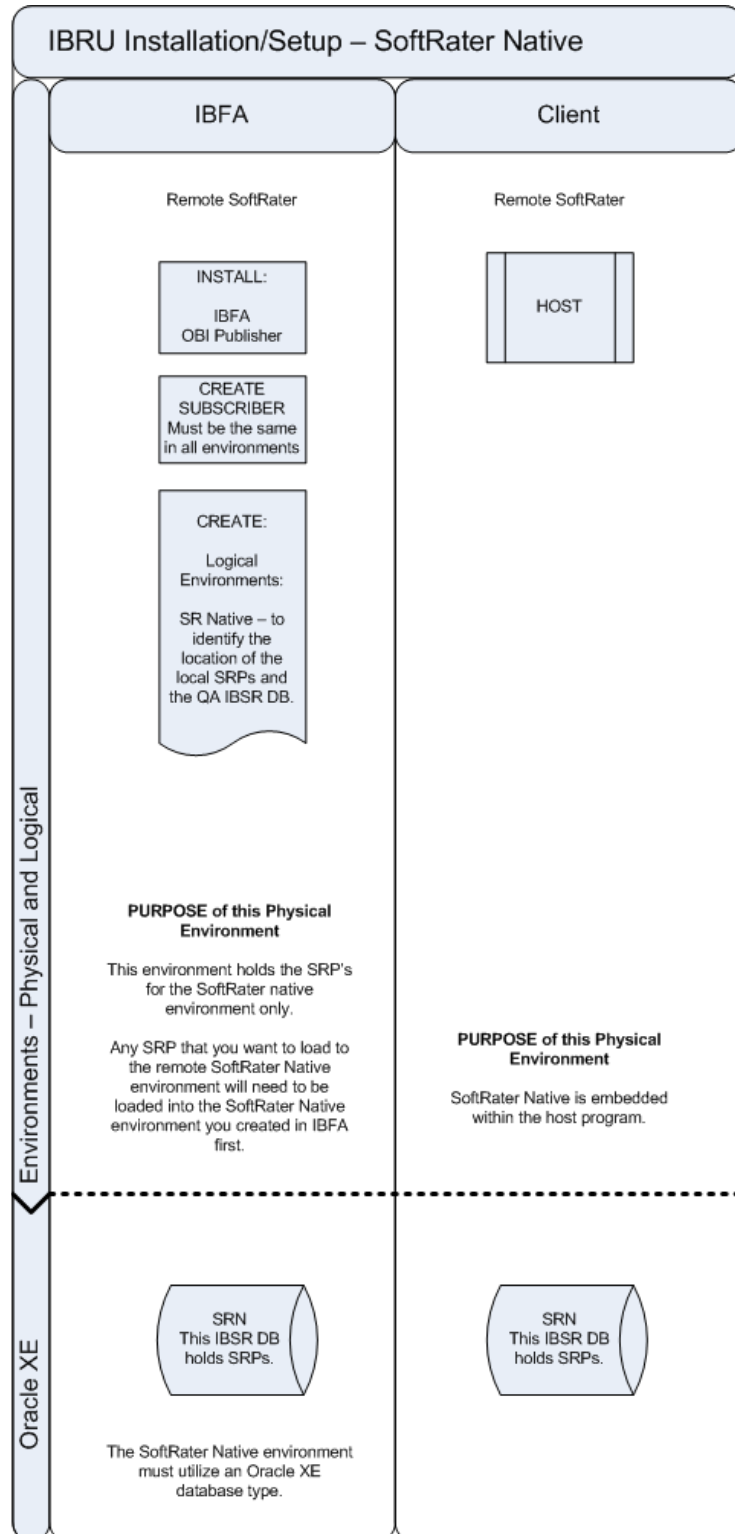 IBRU Installation/Setup – SoftRater Native
IBFA
Client
Environments – Physical and Logical
Remote SoftRater
INSTALL:
IBFA
OBI Publisher
CREATE
SUBSCRIBER
Must be the same
in all environments
CREATE:
Logical
Environments:
SR Native – to
identify the
location of the
local SRPs and
the QA IBSR DB.
PURPOSE of this Physical
Environment
This environment holds the SRP's
for the SoftRater native
environment only.
Any SRP that you want to load to
the remote SoftRater Native
environment will need to be
loaded into the SoftRater Native
environment you created in IBFA
first.
Remote SoftRater
HOST
PURPOSE of this Physical
Environment
SoftRater Native is embedded
within the host program.
Oracle XE
SRN
This IBSR DB
holds SRPs.
The SoftRater Native environment
must utilize an Oracle XE
database type.
SRN
This IBSR DB
holds SRPs.